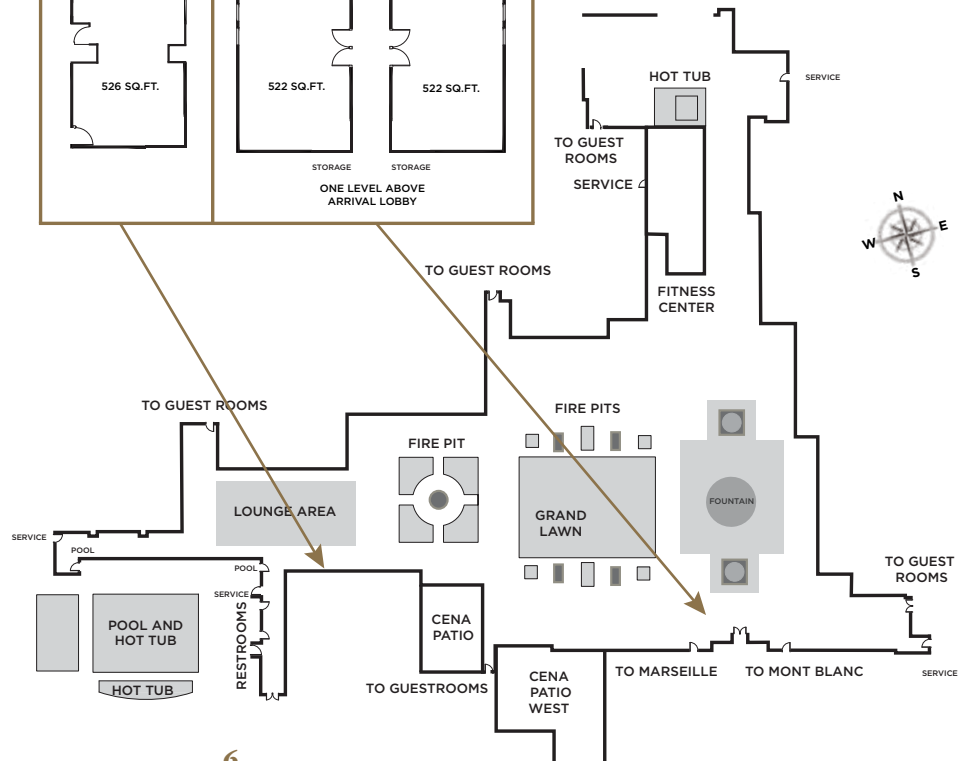 526 SQ.FT.
522 SQ.FT.
522 SQ.FT.
STORAGE
STORAGE
ONE LEVEL ABOVE
ARRIVAL LOBBY
HOT TUB
SERVICE
TO GUEST
ROOMS
SERVICE
N
E
W
S
TO GUEST ROOMS
FITNESS
CENTER
TO GUEST ROOMS
FIRE PITS
FIRE PIT
LOUNGE AREA
GRAND
LAWN
FOUNTAIN
SERVICE
POOL
POOL
SERVICE
TO GUEST
ROOMS
POOL AND
HOT TUB
HOT TUB
RESTROOMS
CENA
PATIO
TO GUESTROOMS
CENA
PATIO
WEST
TO MARSEILLE
TO MONT BLANC
SERVICE
6